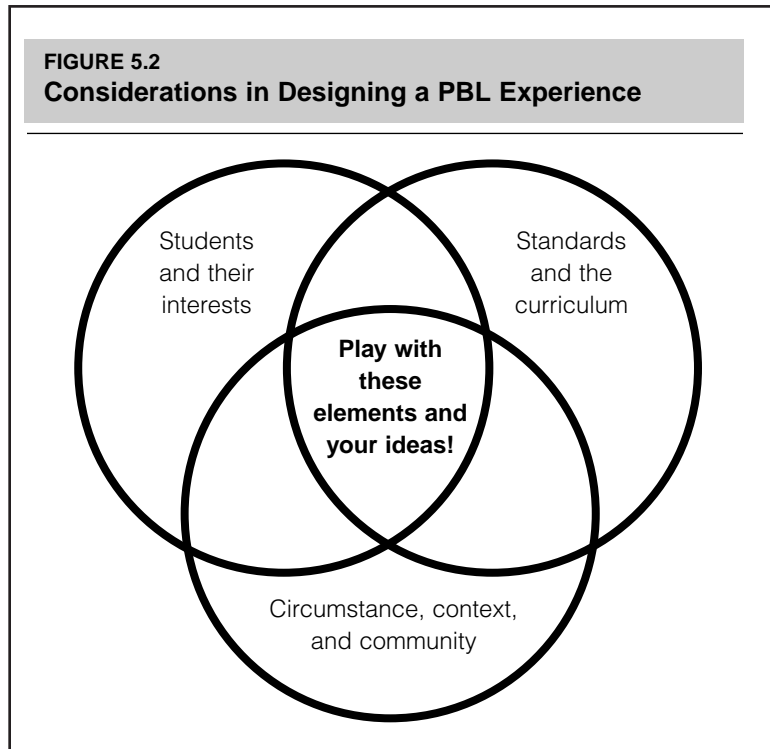 FIGURE 5.2
Considerations in Designing a PBL Experience
Students
and their
interests
Standards
and the
curriculum
Play with
these
elements and
your ideas!
Circumstance, context,
and community